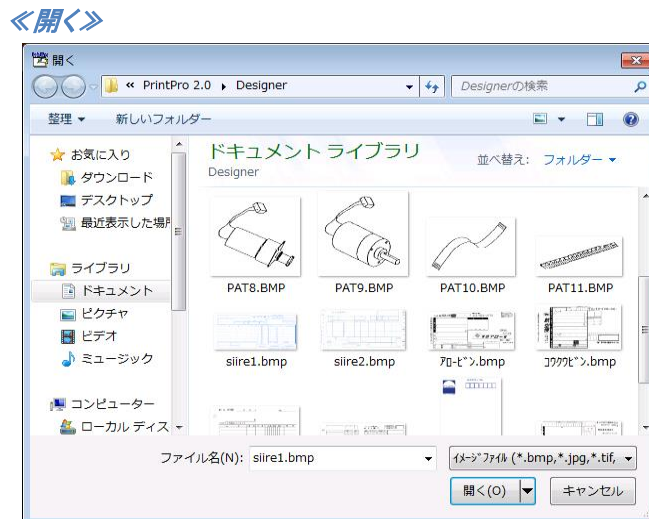 ≪開く≫
開く
« PrintPro 2.0 ▸ Designer
Designerの検索
整理 ▼ 新しいフォルダー
お気に入り
ダウンロード
デスクトップ
最近表示した場所
ライブラリ
ドキュメント
ピクチャ
ビデオ
ミュージック
コンピューター
ローカル ディス
ドキュメント ライブラリ
Designer
並べ替え: フォルダー ▼
PAT8.BMP PAT9.BMP PAT10.BMP PAT11.BMP
siire1.bmp siire2.bmp ｱﾛｰﾋﾞﾝ.bmp ｺｳｸｳﾋﾞﾝ.bmp
ファイル名(N): siire1.bmp
ｲﾒｰｼﾞﾌｧｲﾙ (*.bmp,*.jpg,*.tif,
開く(O) キャンセル